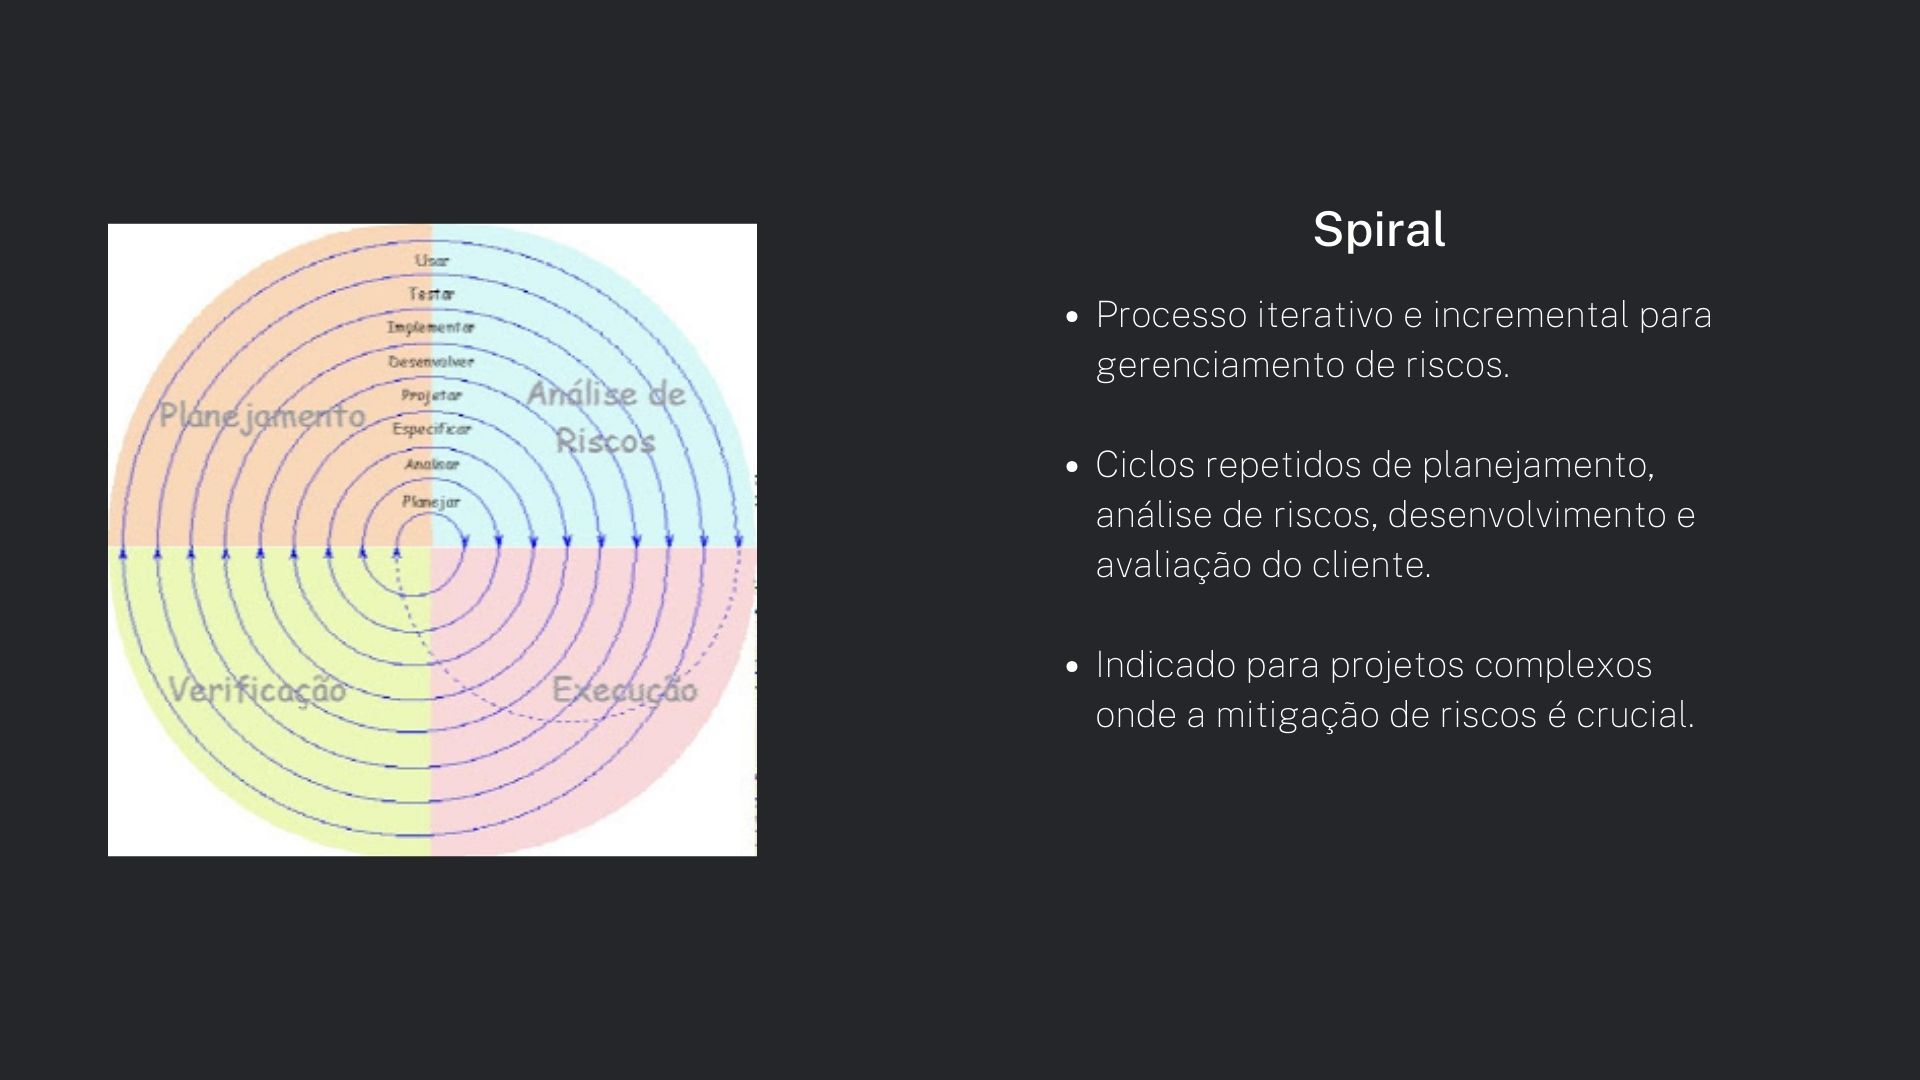 Usar
Testar
Implementar
Desenvolver
Projetar
Especificar
Analisar
Planejar
Planejamento
Análise de
Riscos
Verificação
Execução
Spiral
• Processo iterativo e incremental para
gerenciamento de riscos.
• Ciclos repetidos de planejamento,
análise de riscos, desenvolvimento e
avaliação do cliente.
• Indicado para projetos complexos
onde a mitigação de riscos é crucial.